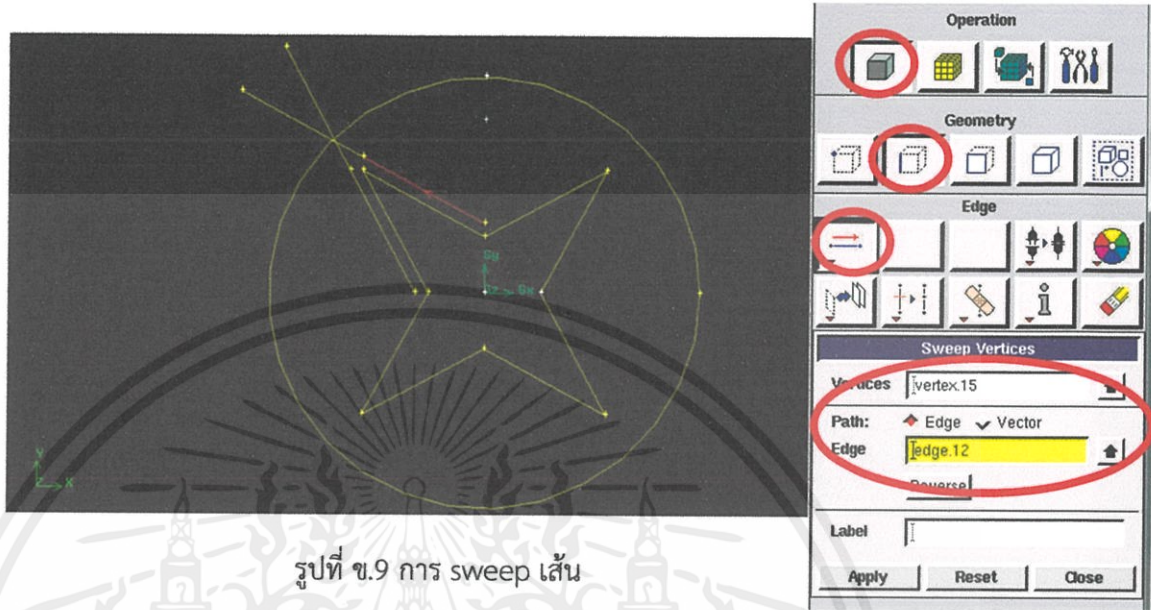 Operation
Geometry
Edge
Sweep Vertices
Vertices vertex.15
Path: Edge Vector
Edge edge.12
Reverse
Label
Apply Reset Close
Gy
Gx
Y
Z X
รูปที่ ข.9 การ sweep เส้น